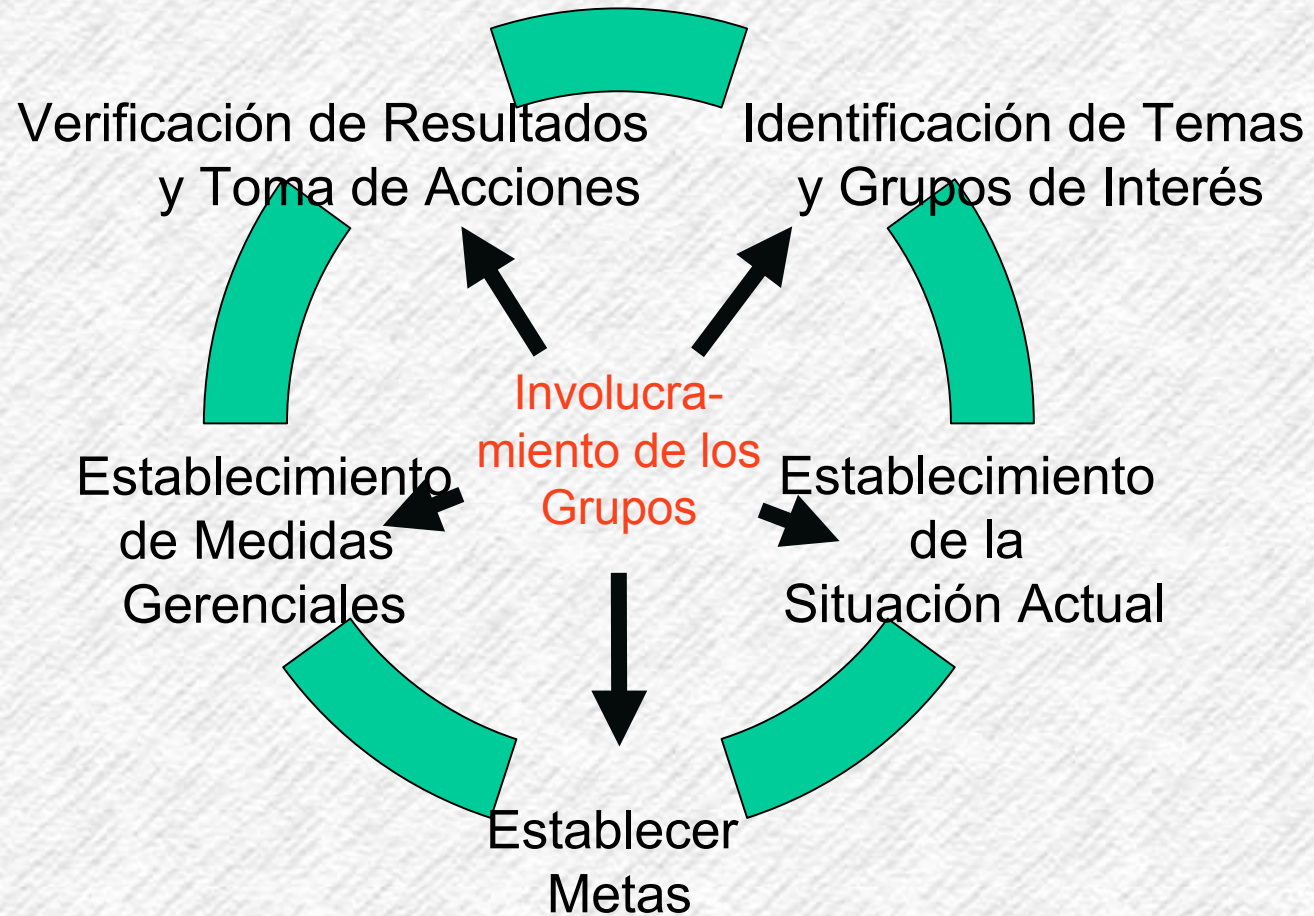 Verificación de Resultados
y Toma de Acciones
Identificación de Temas
y Grupos de Interés
Involucra-
miento de los
Grupos
Establecimiento
de Medidas
Gerenciales
Establecimiento
de la
Situación Actual
Establecer
Metas